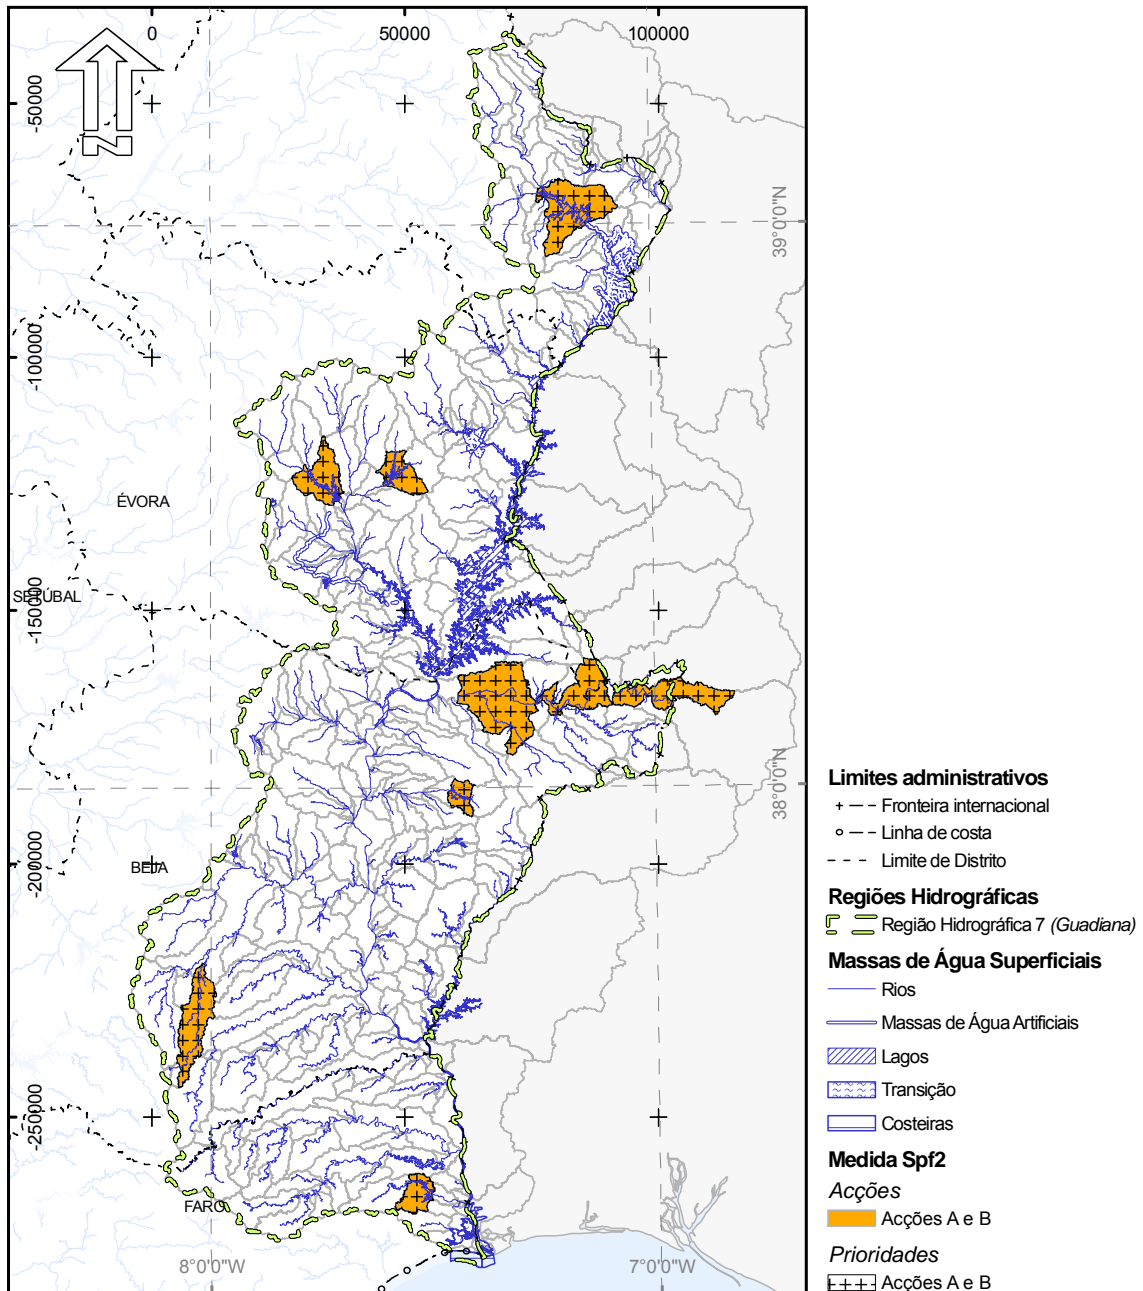 0 50000 100000
-50000
39°0'0"N
-100000
ÉVORA
SETÚBAL
-150000
38°0'0"N
BEJA
-200000
-250000
FARO
8°0'0"W 7°0'0"W
N
Limites administrativos
Fronteira internacional
Linha de costa
Limite de Distrito
Regiões Hidrográficas
Região Hidrográfica 7 (Guadiana)
Massas de Água Superficiais
Rios
Massas de Água Artificiais
Lagos
Transição
Costeiras
Medida Spf2
Acções
Acções A e B
Prioridades
Acções A e B